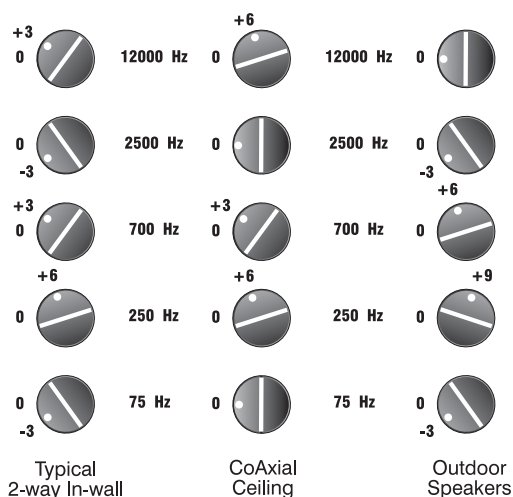 +3
+6
0 12000 Hz 0 12000 Hz 0
0 2500 Hz 0 2500 Hz 0
-3 -3
+3 +3 +6
0 700 Hz 0 700 Hz 0
+6 +6 +9
0 250 Hz 0 250 Hz 0
0 75 Hz 0 75 Hz 0
-3 -3
Typical CoAxial Outdoor
2-way In-wall Ceiling Speakers